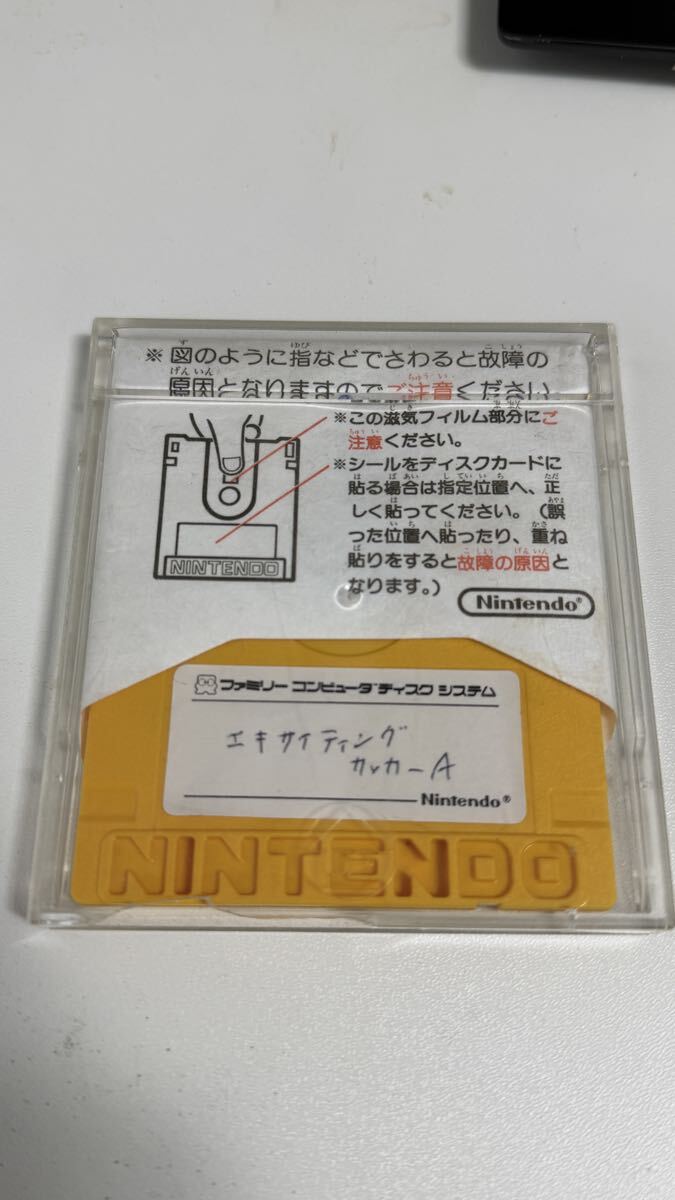 ※図のように指などでさわると故障の
原因となりますのでご注意ください
※この滋気フィルム部分にご
注意ください。
※シールをディスクカードに
貼る場合は指定位置へ、正
しく貼ってください。(誤
った位置へ貼ったり、重ね
貼りをすると故障の原因と
なります。)
NINTENDO
Nintendo®
ファミリー コンピュータ ディスク システム
エキサイティング
サッカーA
Nintendo®
NINTENDO